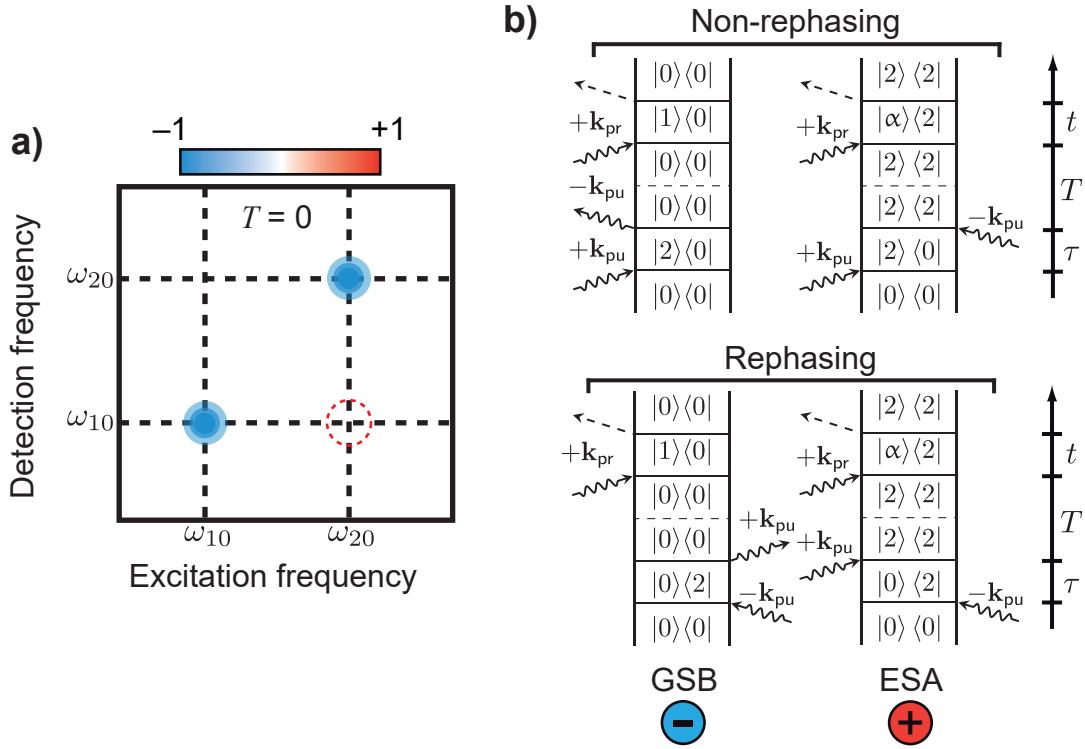 a)
−1
+1
T = 0
Detection frequency
ω20
ω10
ω10
ω20
Excitation frequency
b)
Non-rephasing
|0⟩⟨0|
+kpr
|1⟩⟨0|
|0⟩⟨0|
−kpu
|0⟩⟨0|
+kpu
|2⟩⟨0|
|0⟩⟨0|
|2⟩⟨2|
+kpr
|α⟩⟨2|
|2⟩⟨2|
|2⟩⟨2|
−kpu
+kpu
|2⟩⟨0|
|0⟩⟨0|
t
T
τ
Rephasing
|0⟩⟨0|
+kpr
|1⟩⟨0|
|0⟩⟨0|
|0⟩⟨0|
+kpu
|0⟩⟨2|
−kpu
|0⟩⟨0|
|2⟩⟨2|
+kpr
|α⟩⟨2|
|2⟩⟨2|
+kpu
|2⟩⟨2|
|0⟩⟨2|
−kpu
|0⟩⟨0|
t
T
τ
GSB
−
ESA
+